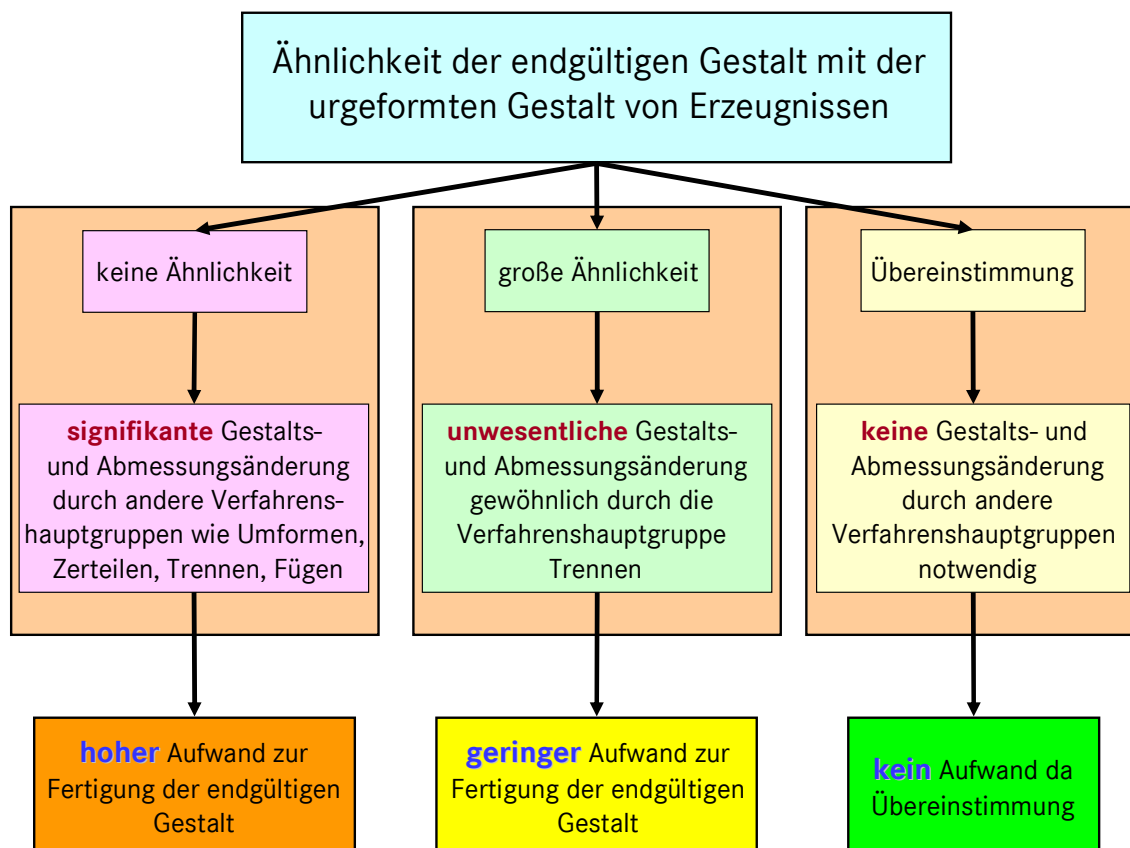 Ähnlichkeit der endgültigen Gestalt mit der
urgeformten Gestalt von Erzeugnissen
keine Ähnlichkeit
große Ähnlichkeit
Übereinstimmung
signifikante Gestalts-
und Abmessungsänderung
durch andere Verfahrens-
hauptgruppen wie Umformen,
Zerteilen, Trennen, Fügen
unwesentliche Gestalts-
und Abmessungsänderung
gewöhnlich durch die
Verfahrenshauptgruppe
Trennen
keine Gestalts- und
Abmessungsänderung
durch andere
Verfahrenshauptgruppen
notwendig
hoher Aufwand zur
Fertigung der endgültigen
Gestalt
geringer Aufwand zur
Fertigung der endgültigen
Gestalt
kein Aufwand da
Übereinstimmung